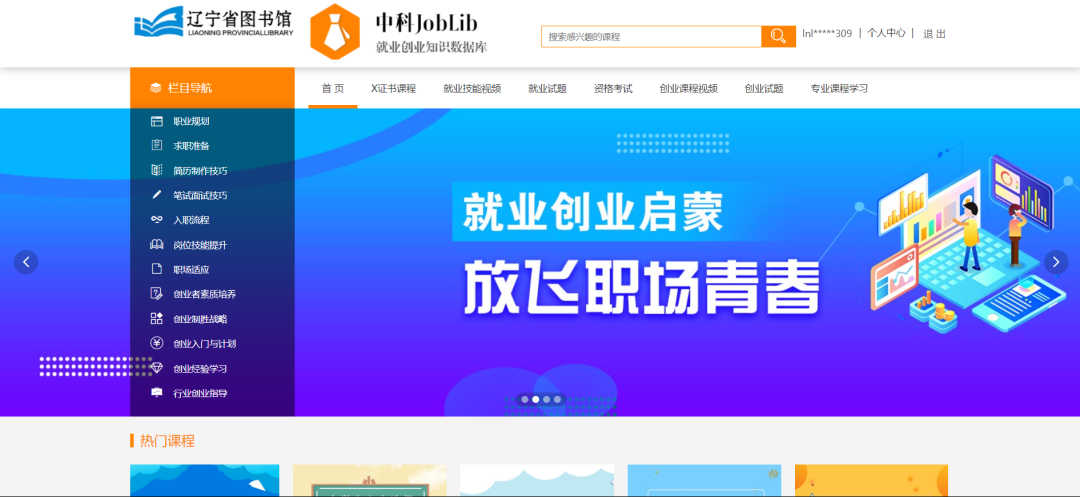 辽宁省图书馆
LIAONING PROVINCIAL LIBRARY
中科JobLib
就业创业知识数据库
搜索感兴趣的课程
lnl*****309 | 个人中心 | 退 出
栏目导航
首 页 X证书课程 就业技能视频 就业试题 资格考试 创业课程视频 创业试题 专业课程学习
职业规划
求职准备
简历制作技巧
笔试面试技巧
入职流程
岗位技能提升
职场适应
创业者素质培养
创业制胜战略
创业入门与计划
创业经验学习
行业创业指导
就业创业启蒙
放飞职场青春
热门课程